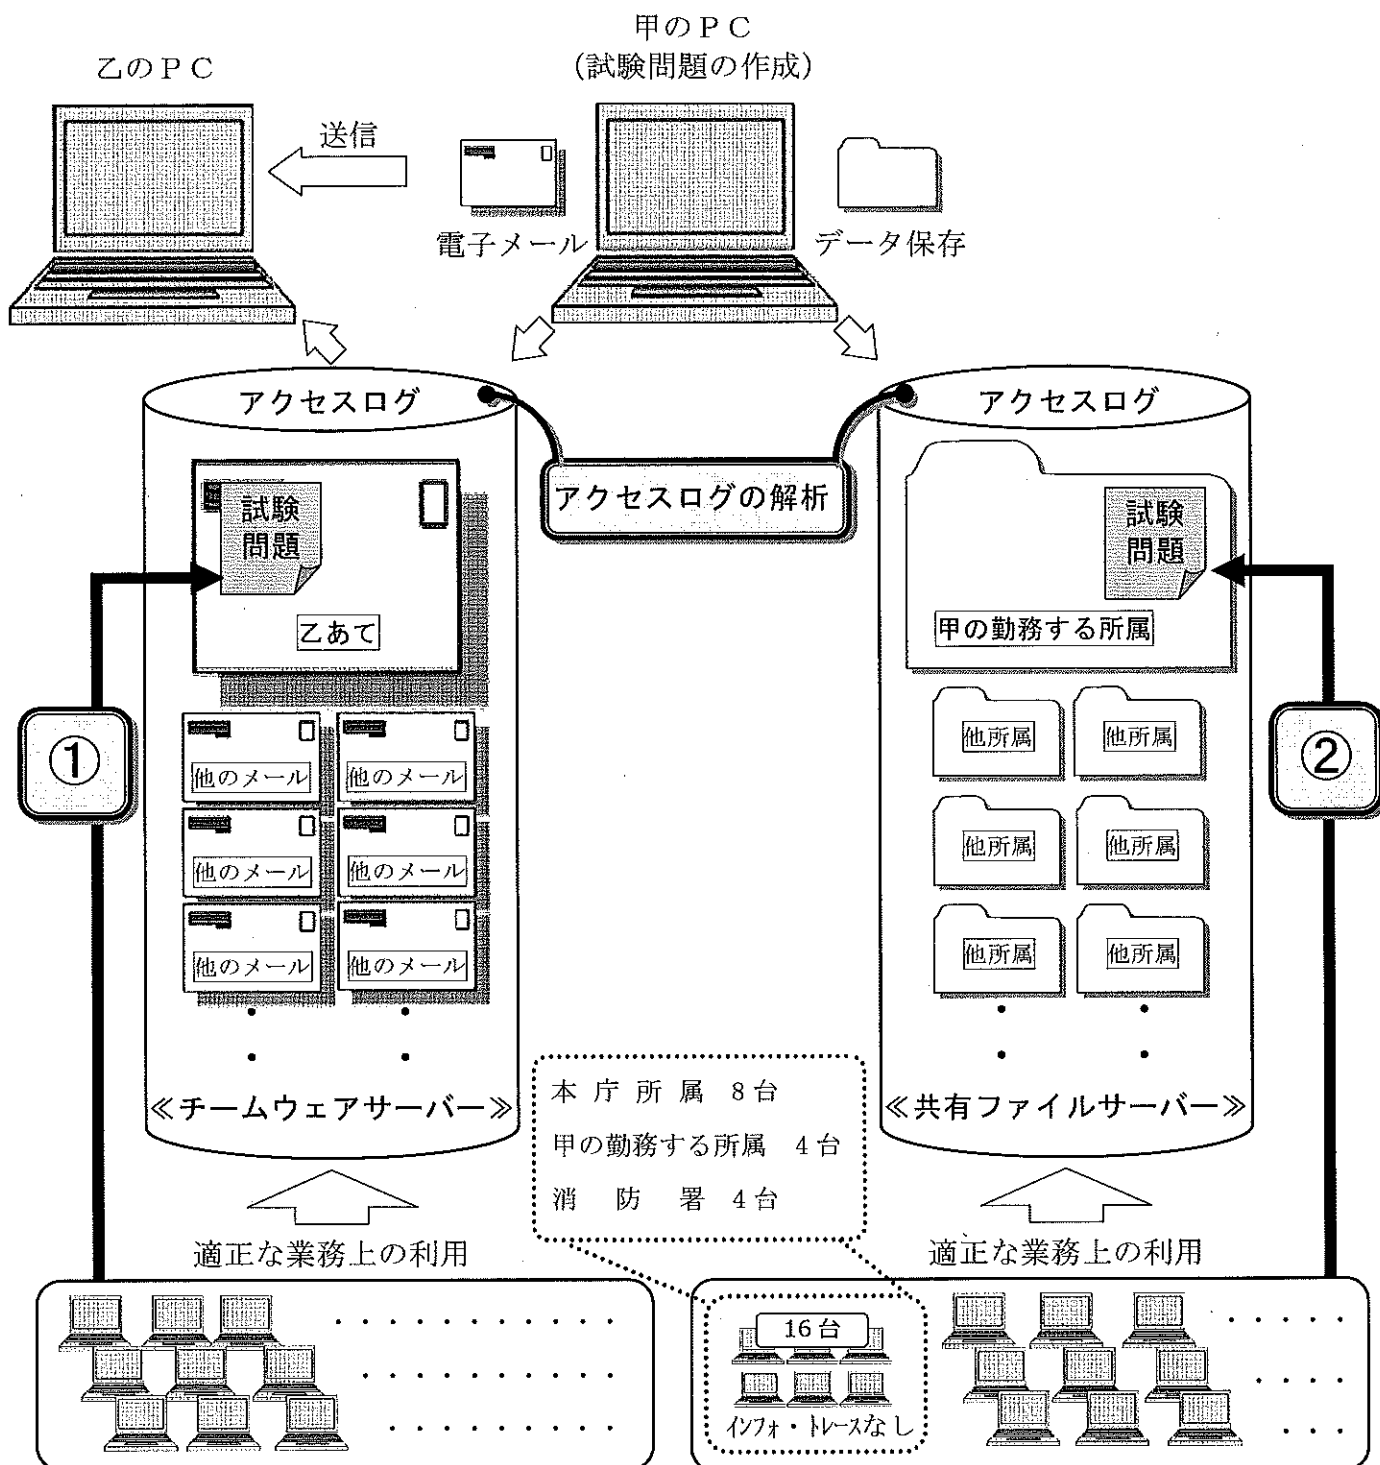 甲のＰＣ
（試験問題の作成）
乙のＰＣ
送信
電子メール
データ保存
アクセスログ
アクセスログ
アクセスログの解析
試験
問題
乙あて
試験
問題
甲の勤務する所属
①
②
他のメール
他のメール
他のメール
他のメール
他のメール
他のメール
他所属
他所属
他所属
他所属
他所属
他所属
≪チームウェアサーバー≫
≪共有ファイルサーバー≫
本庁所属 8台
甲の勤務する所属 4台
消防署 4台
適正な業務上の利用
適正な業務上の利用
16台
インフォ・トレースなし